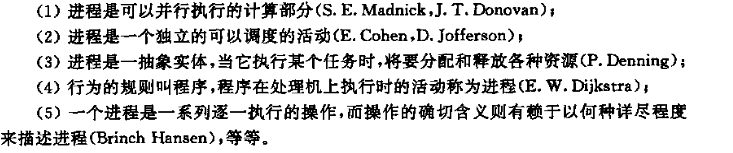 (1) 进程是可以并行执行的计算部分(S. E. Madnick,J. T. Donovan);
(2) 进程是一个独立的可以调度的活动(E. Cohen,D. Jofferson);
(3) 进程是一抽象实体,当它执行某个任务时,将要分配和释放各种资源(P. Denning);
(4) 行为的规则叫程序,程序在处理机上执行时的活动称为进程(E. W. Dijkstra);
(5) 一个进程是一系列逐一执行的操作,而操作的确切含义则有赖于以何种详尽程度
来描述进程(Brinch Hansen),等等。